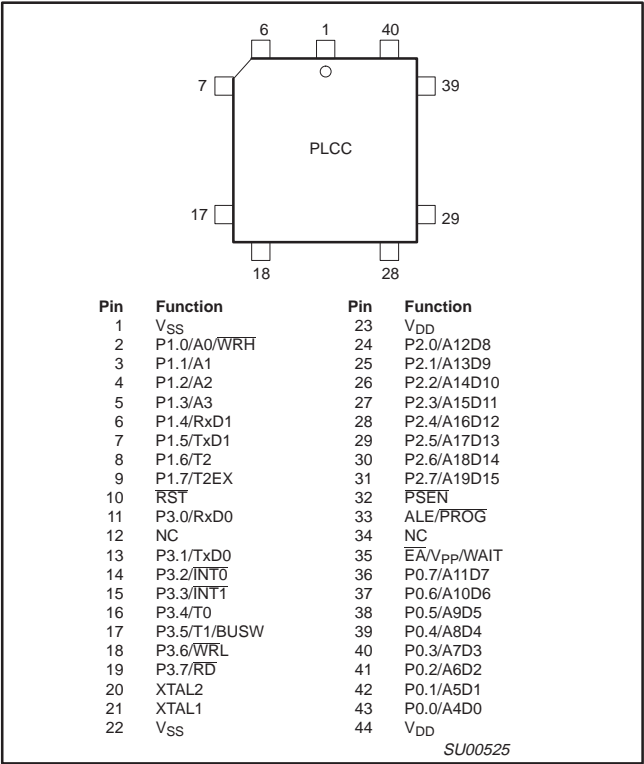 6 1 40
7 39
PLCC
17 29
18 28
Pin Function Pin Function
1 VSS 23 VDD
2 P1.0/A0/WRH 24 P2.0/A12D8
3 P1.1/A1 25 P2.1/A13D9
4 P1.2/A2 26 P2.2/A14D10
5 P1.3/A3 27 P2.3/A15D11
6 P1.4/RxD1 28 P2.4/A16D12
7 P1.5/TxD1 29 P2.5/A17D13
8 P1.6/T2 30 P2.6/A18D14
9 P1.7/T2EX 31 P2.7/A19D15
10 RST 32 PSEN
11 P3.0/RxD0 33 ALE/PROG
12 NC 34 NC
13 P3.1/TxD0 35 EA/VPP/WAIT
14 P3.2/INT0 36 P0.7/A11D7
15 P3.3/INT1 37 P0.6/A10D6
16 P3.4/T0 38 P0.5/A9D5
17 P3.5/T1/BUSW 39 P0.4/A8D4
18 P3.6/WRL 40 P0.3/A7D3
19 P3.7/RD 41 P0.2/A6D2
20 XTAL2 42 P0.1/A5D1
21 XTAL1 43 P0.0/A4D0
22 VSS 44 VDD
SU00525